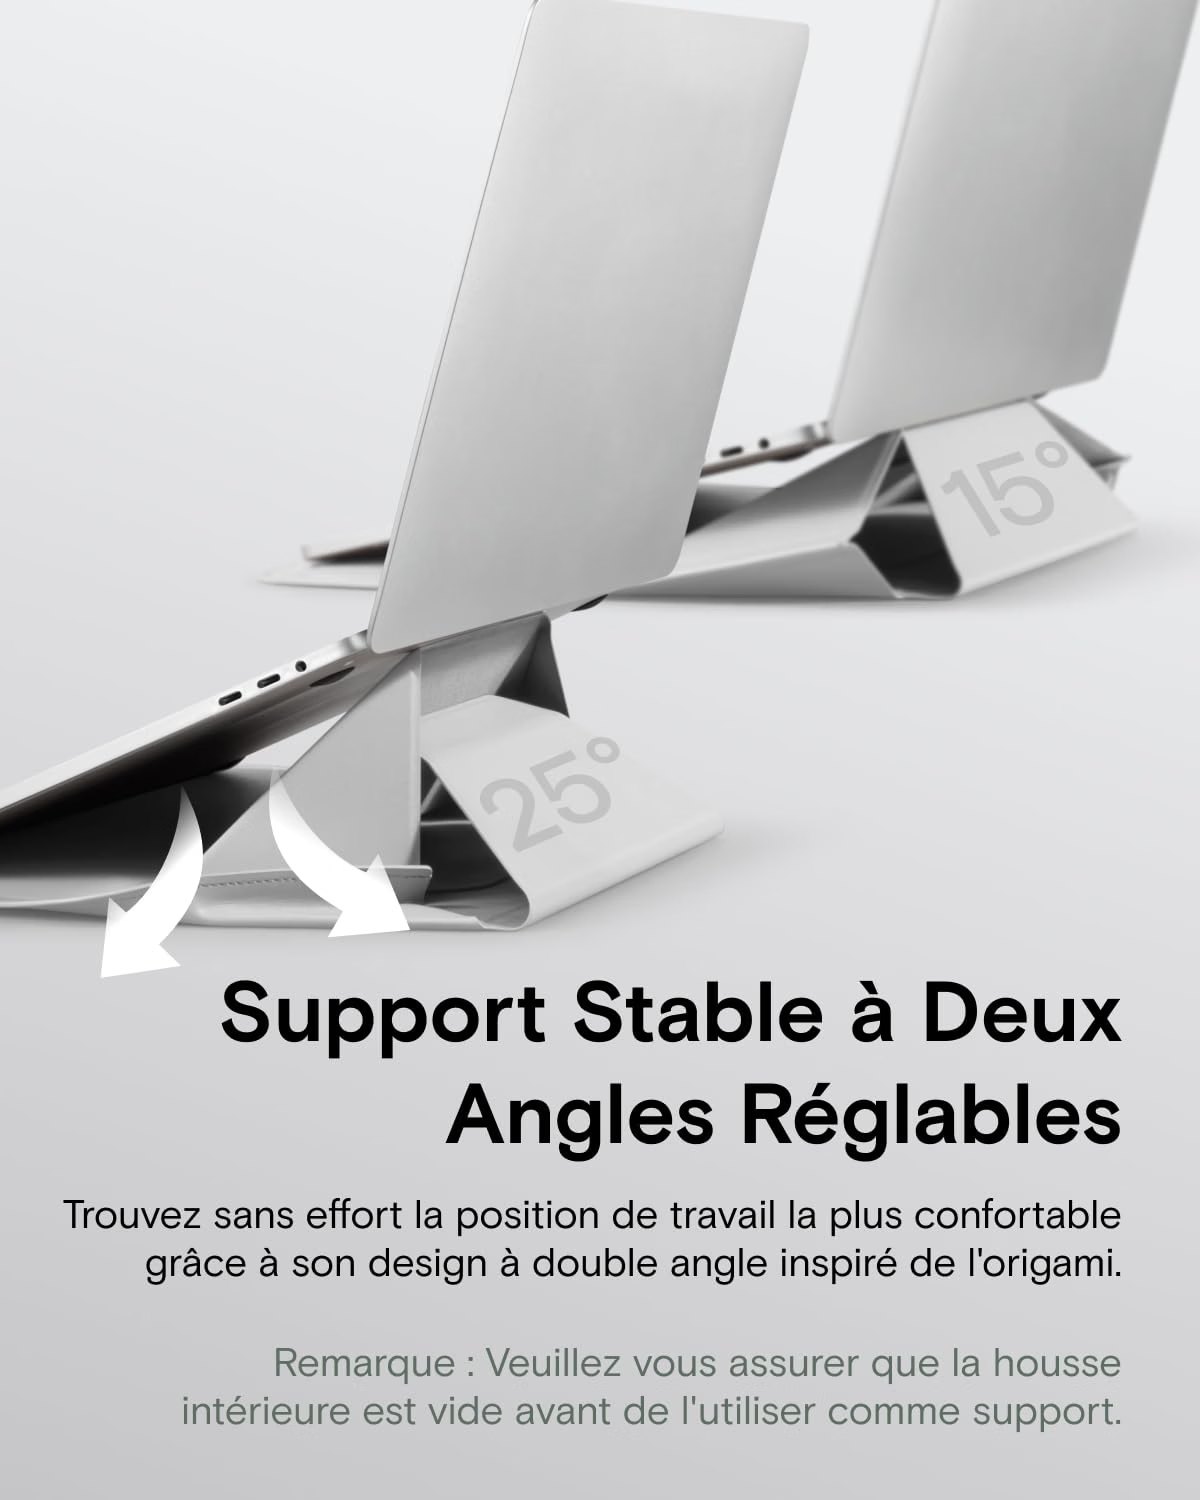 15°
25°
Support Stable à Deux
Angles Réglables
Trouvez sans effort la position de travail la plus confortable
grâce à son design à double angle inspiré de l'origami.
Remarque : Veuillez vous assurer que la housse
intérieure est vide avant de l'utiliser comme support.